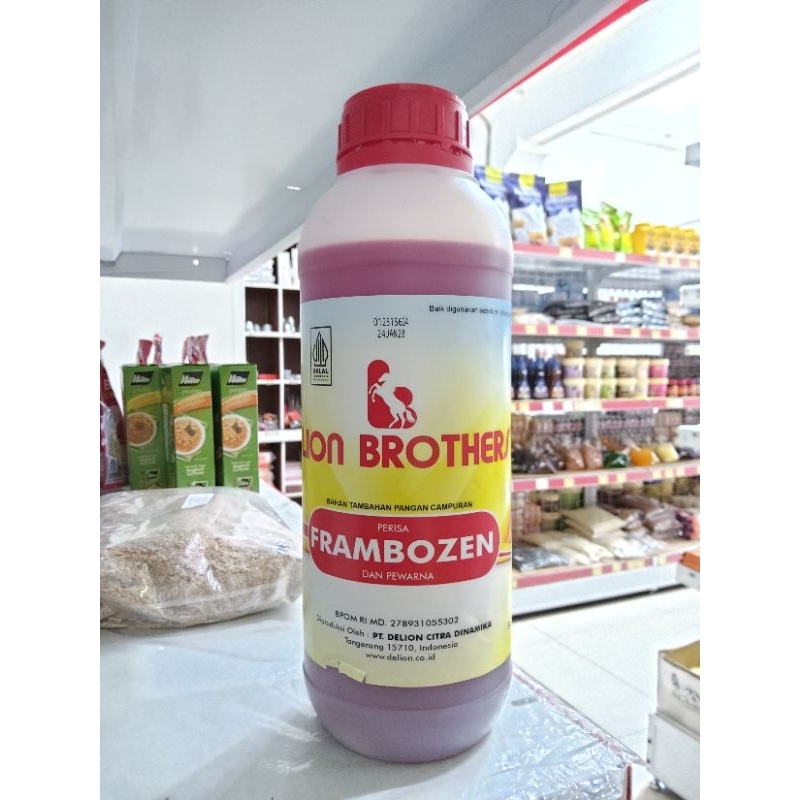 Baik digunakan sebelum
012515624
24JAN28
HALAL
INDONESIA
LION BROTHERS
BAHAN TAMBAHAN PANGAN CAMPURAN
PERISA
FRAMBOZEN
DAN PEWARNA
BPOM RI MD. 278931055302
Diproduksi Oleh : PT. DELION CITRA DINAMIKA
Tangerang 15710, Indonesia
www.delion.co.id